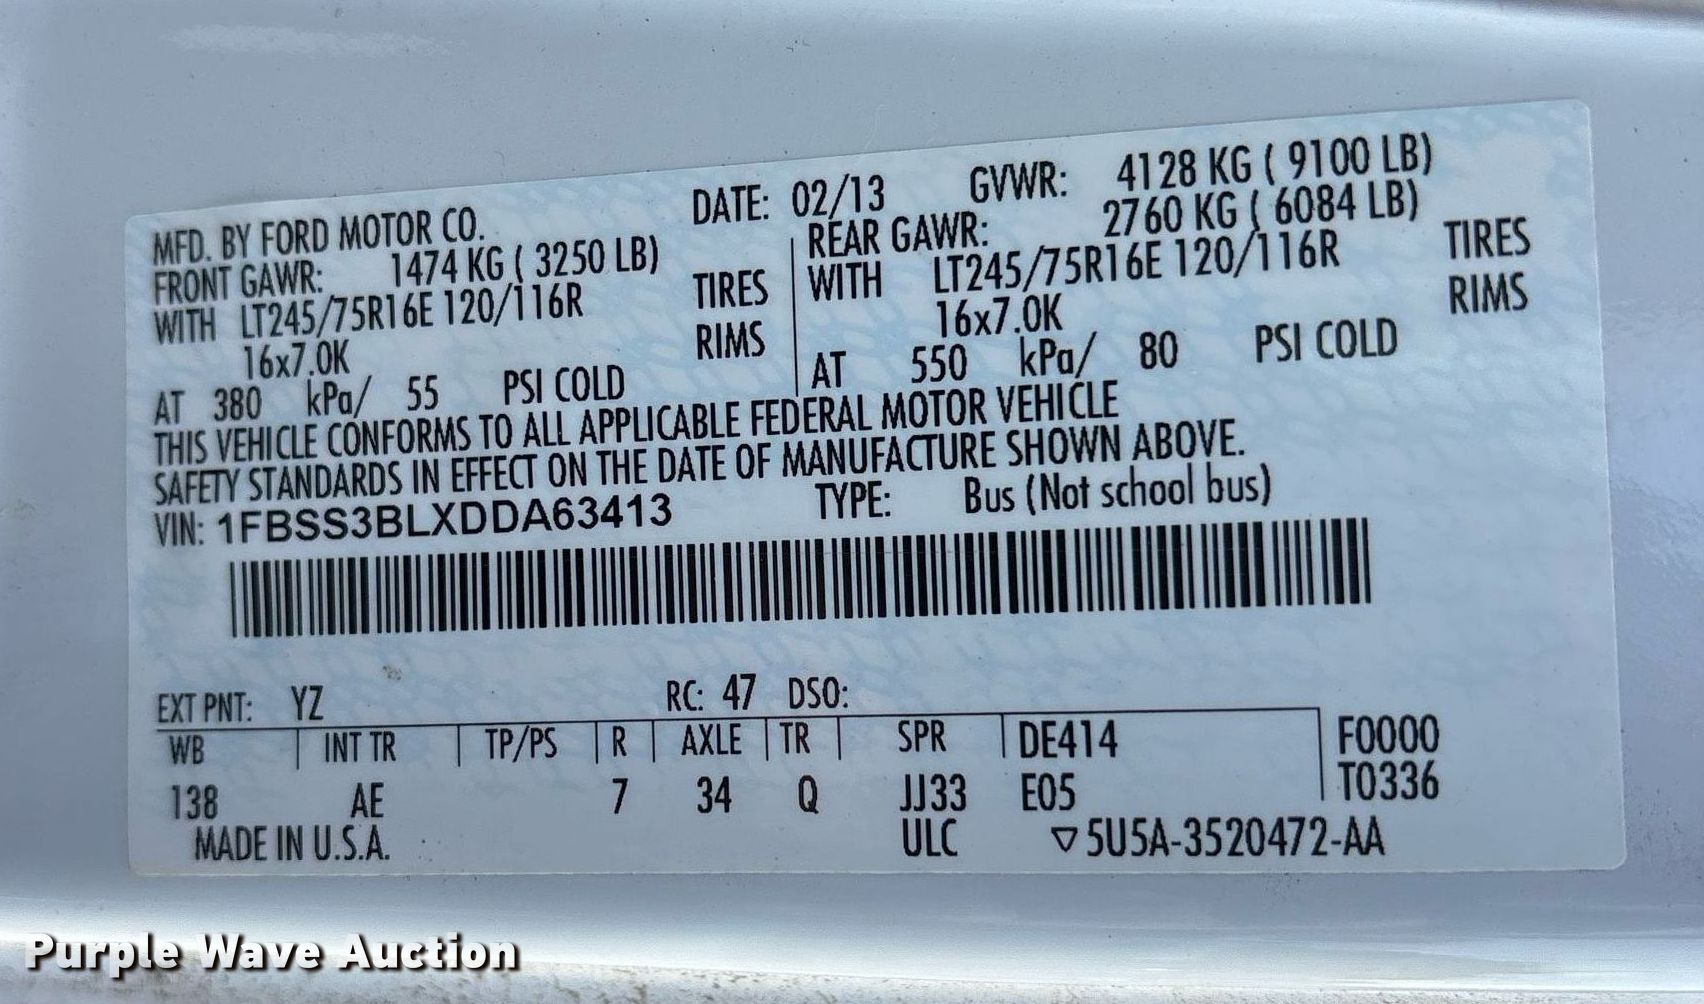 MFD. BY FORD MOTOR CO. DATE: 02/13 GVWR: 4128 KG ( 9100 LB)
FRONT GAWR: 1474 KG ( 3250 LB) REAR GAWR: 2760 KG ( 6084 LB)
WITH LT245/75R16E 120/116R TIRES WITH LT245/75R16E 120/116R TIRES
16x7.0K RIMS 16x7.0K RIMS
AT 380 kPa/ 55 PSI COLD AT 550 kPa/ 80 PSI COLD
THIS VEHICLE CONFORMS TO ALL APPLICABLE FEDERAL MOTOR VEHICLE
SAFETY STANDARDS IN EFFECT ON THE DATE OF MANUFACTURE SHOWN ABOVE.
VIN: 1FBSS3BLXDDA63413 TYPE: Bus (Not school bus)
EXT PNT: YZ RC: 47 DSO:
WB INT TR TP/PS R AXLE TR SPR DE414 F0000
138 AE 7 34 Q JJ33 E05 T0336
MADE IN U.S.A. ULC ▽5U5A-3520472-AA
Purple Wave Auction